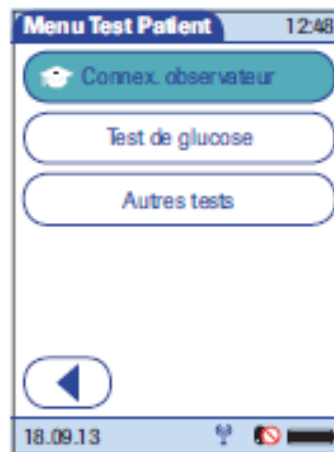 Menu Test Patient 12:48
Connex. observateur
Test de glucose
Autres tests
18.09.13